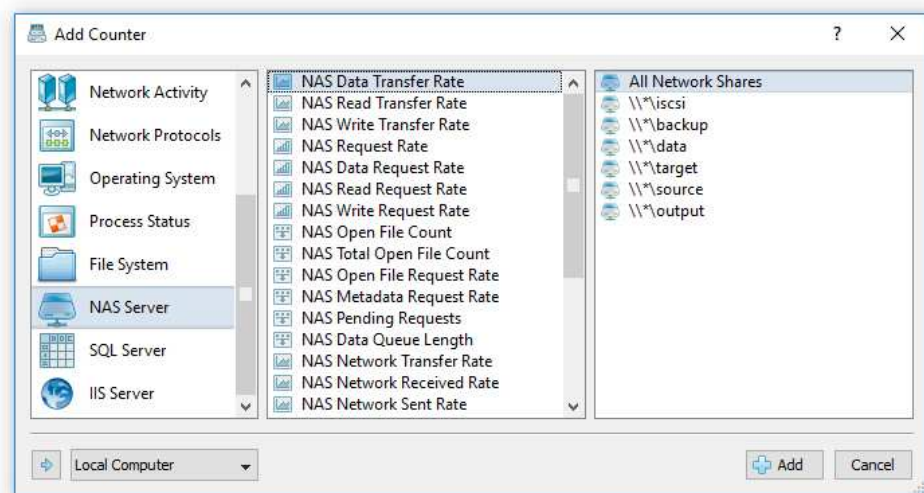 Add Counter
?
Network Activity
Network Protocols
Operating System
Process Status
File System
NAS Server
SQL Server
IIS Server
NAS Data Transfer Rate
NAS Read Transfer Rate
NAS Write Transfer Rate
NAS Request Rate
NAS Data Request Rate
NAS Read Request Rate
NAS Write Request Rate
NAS Open File Count
NAS Total Open File Count
NAS Open File Request Rate
NAS Metadata Request Rate
NAS Pending Requests
NAS Data Queue Length
NAS Network Transfer Rate
NAS Network Received Rate
NAS Network Sent Rate
All Network Shares
\\*\iscsi
\\*\backup
\\*\data
\\*\target
\\*\source
\\*\output
Local Computer
Add
Cancel